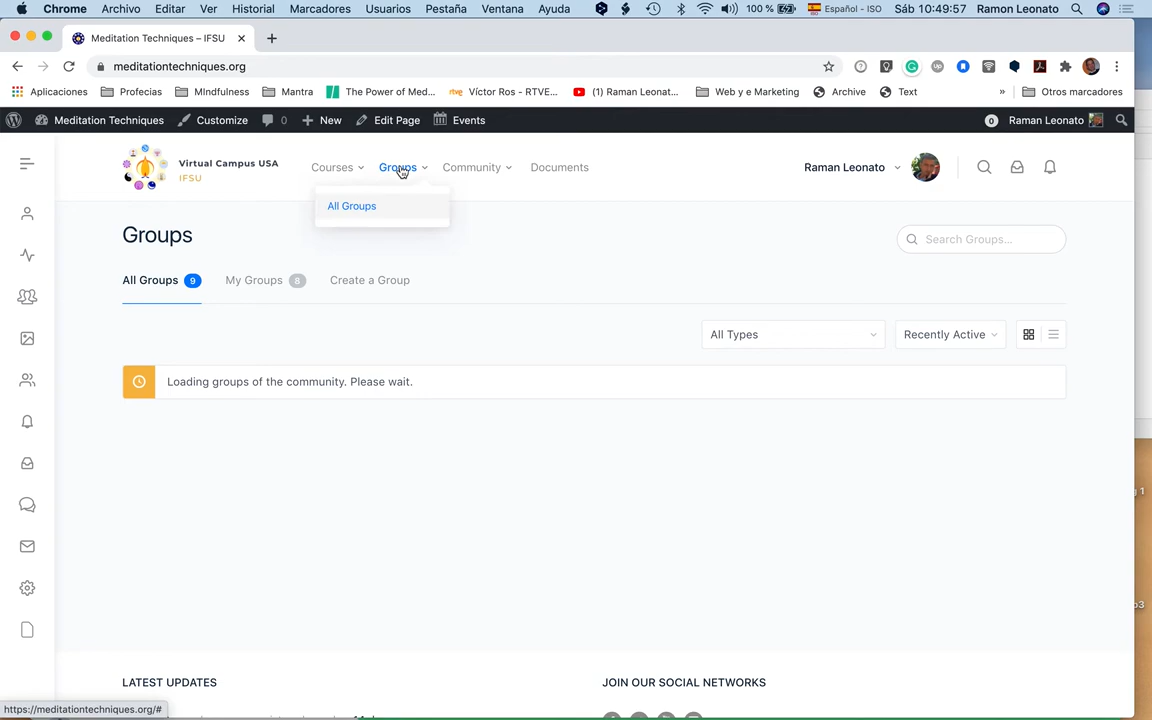 Chrome Archivo Editar Ver Historial Marcadores Usuarios Pestaña Ventana Ayuda 100 % Español - ISO Sáb 10:49:57 Ramon Leonato
Meditation Techniques – IFSU
meditationtechniques.org
Aplicaciones Profecias MIndfulness Mantra The Power of Med... Víctor Ros - RTVE... (1) Raman Leonat... Web y e Marketing Archive Text » Otros marcadores
Meditation Techniques Customize 0 New Edit Page Events 0 Raman Leonato
Virtual Campus USA
IFSU
Courses Groups Community Documents Raman Leonato
All Groups
Groups
Search Groups...
All Groups 9 My Groups 8 Create a Group
All Types Recently Active
Loading groups of the community. Please wait.
LATEST UPDATES JOIN OUR SOCIAL NETWORKS
https://meditationtechniques.org/#